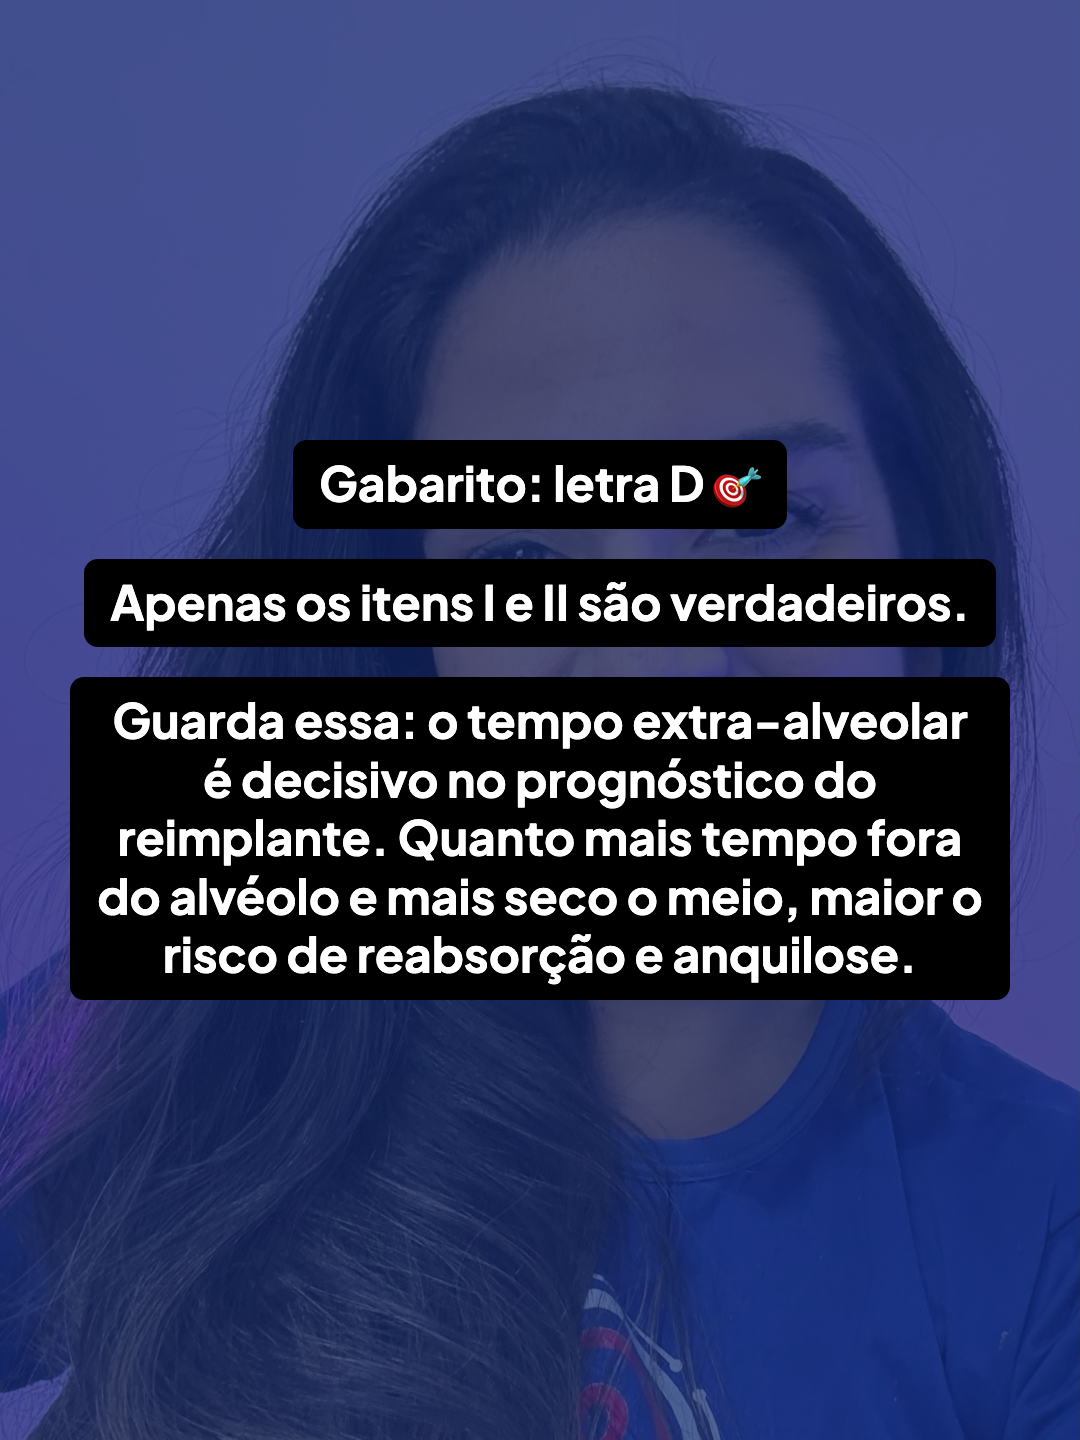 Gabarito: letra D 🎯
Apenas os itens I e II são verdadeiros.
Guarda essa: o tempo extra-alveolar
é decisivo no prognóstico do
reimplante. Quanto mais tempo fora
do alvéolo e mais seco o meio, maior o
risco de reabsorção e anquilose.